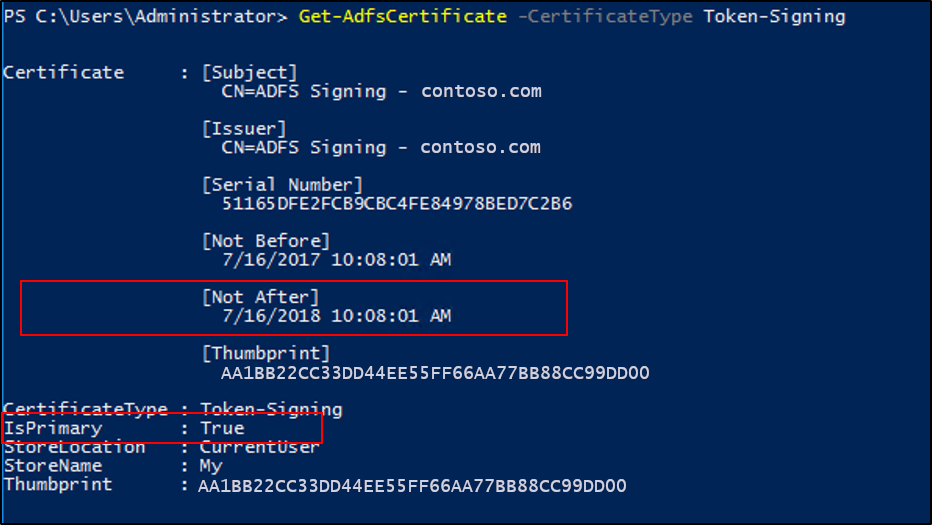 PS C:\Users\Administrator> Get-AdfsCertificate -CertificateType Token-Signing
Certificate : [Subject]
CN=ADFS Signing - contoso.com
[Issuer]
CN=ADFS Signing - contoso.com
[Serial Number]
51165DFE2FCB9CBC4FE84978BED7C2B6
[Not Before]
7/16/2017 10:08:01 AM
[Not After]
7/16/2018 10:08:01 AM
[Thumbprint]
AA1BB22CC33DD44EE55FF66AA77BB88CC99DD00
CertificateType : Token-Signing
IsPrimary : True
StoreLocation : CurrentUser
StoreName : My
Thumbprint : AA1BB22CC33DD44EE55FF66AA77BB88CC99DD00